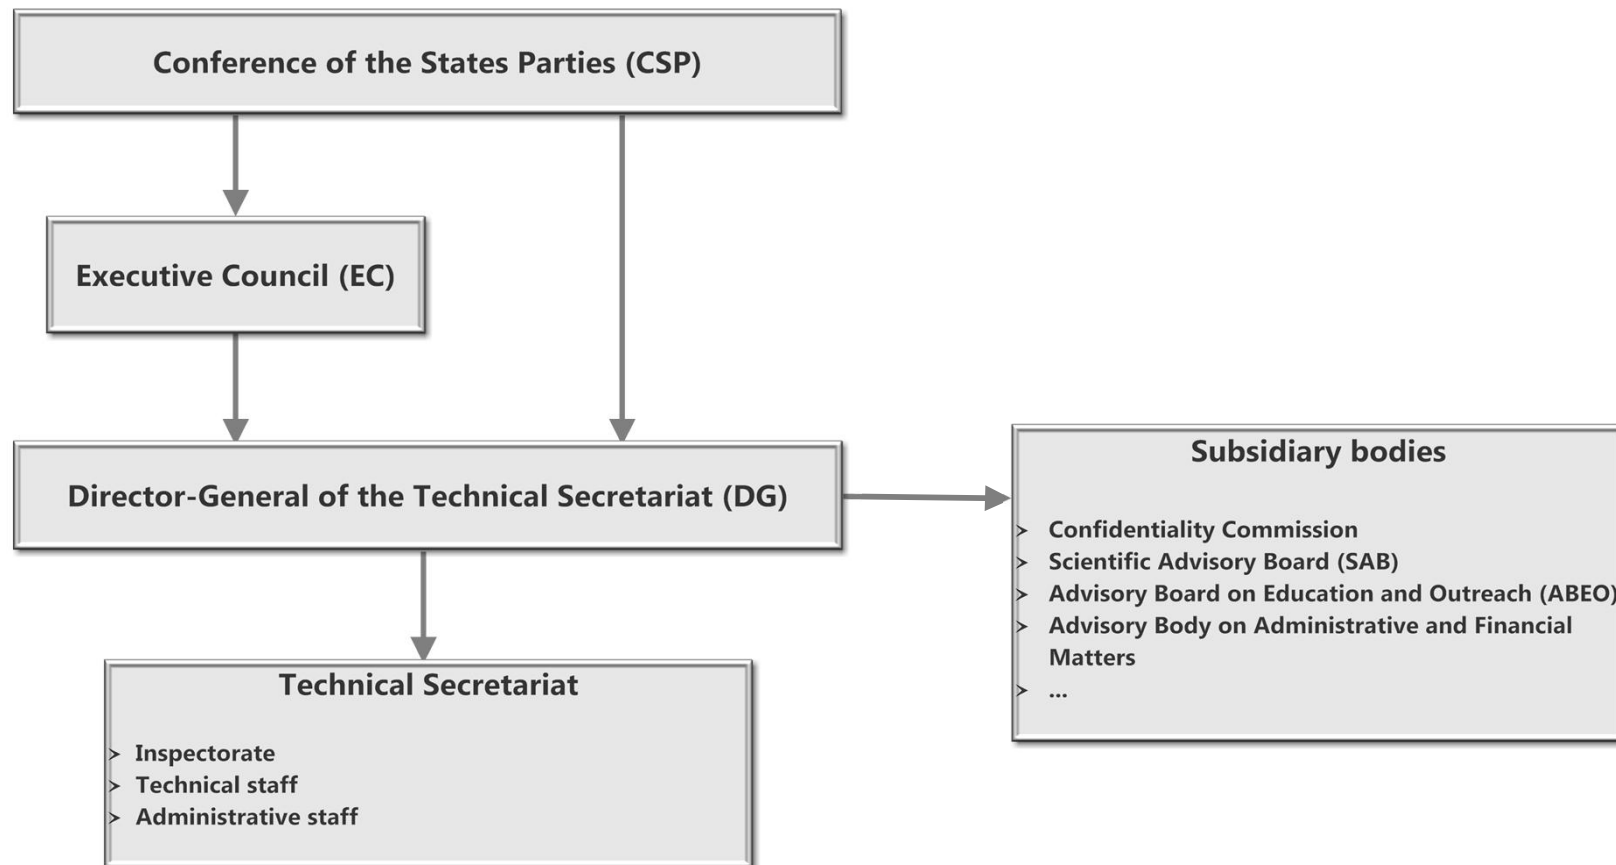 Conference of the States Parties (CSP)
Executive Council (EC)
Director-General of the Technical Secretariat (DG)
Subsidiary bodies
➢ Confidentiality Commission
➢ Scientific Advisory Board (SAB)
➢ Advisory Board on Education and Outreach (ABEO)
➢ Advisory Body on Administrative and Financial
Matters
➢ ...
Technical Secretariat
➢ Inspectorate
➢ Technical staff
➢ Administrative staff